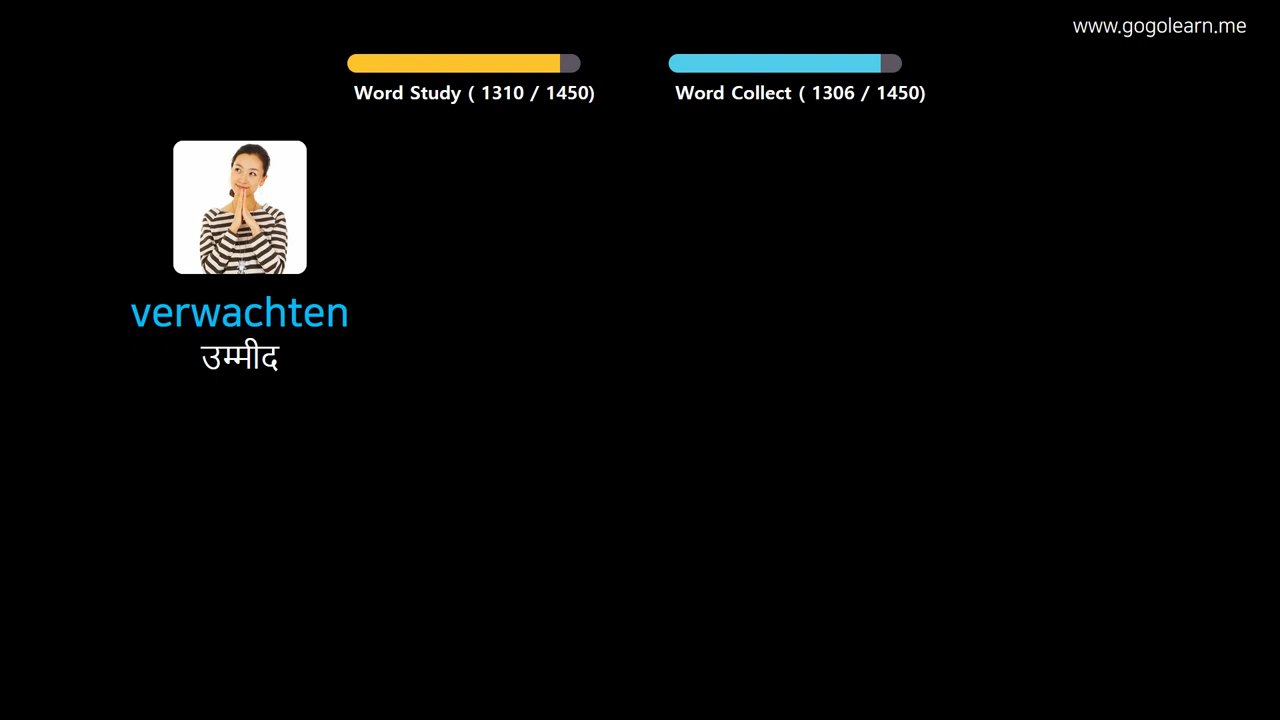 www.gogolearn.me
Word Study ( 1310 / 1450)
Word Collect ( 1306 / 1450)
verwachten
उम्मीद